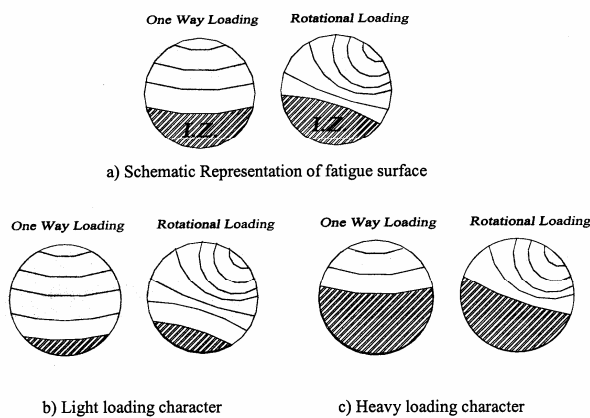 One Way Loading
Rotational Loading
I.Z.
I.Z.
a) Schematic Representation of fatigue surface
One Way Loading
Rotational Loading
One Way Loading
Rotational Loading
b) Light loading character
c) Heavy loading character